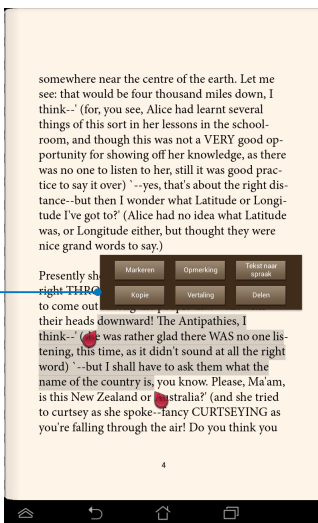 somewhere near the centre of the earth. Let me
see: that would be four thousand miles down, I
think--' (for, you see, Alice had learnt several
things of this sort in her lessons in the school-
room, and though this was not a VERY good op-
portunity for showing off her knowledge, as there
was no one to listen to her, still it was good prac-
tice to say it over) `--yes, that's about the right dis-
tance--but then I wonder what Latitude or Longi-
tude I've got to?' (Alice had no idea what Latitude
was, or Longitude either, but thought they were
nice grand words to say.)
Presently sh
Markeren Opmerking Tekst naar spraak
right THRO
Kopie Vertaling Delen
to come out
their heads downward! The Antipathies, I
think--' ( was rather glad there WAS no one lis-
tening, this time, as it didn't sound at all the right
word) `--but I shall have to ask them what the
name of the country is, you know. Please, Ma'am,
is this New Zealand or Australia?' (and she tried
to curtsey as she spoke--fancy CURTSEYING as
you're falling through the air! Do you think you
4